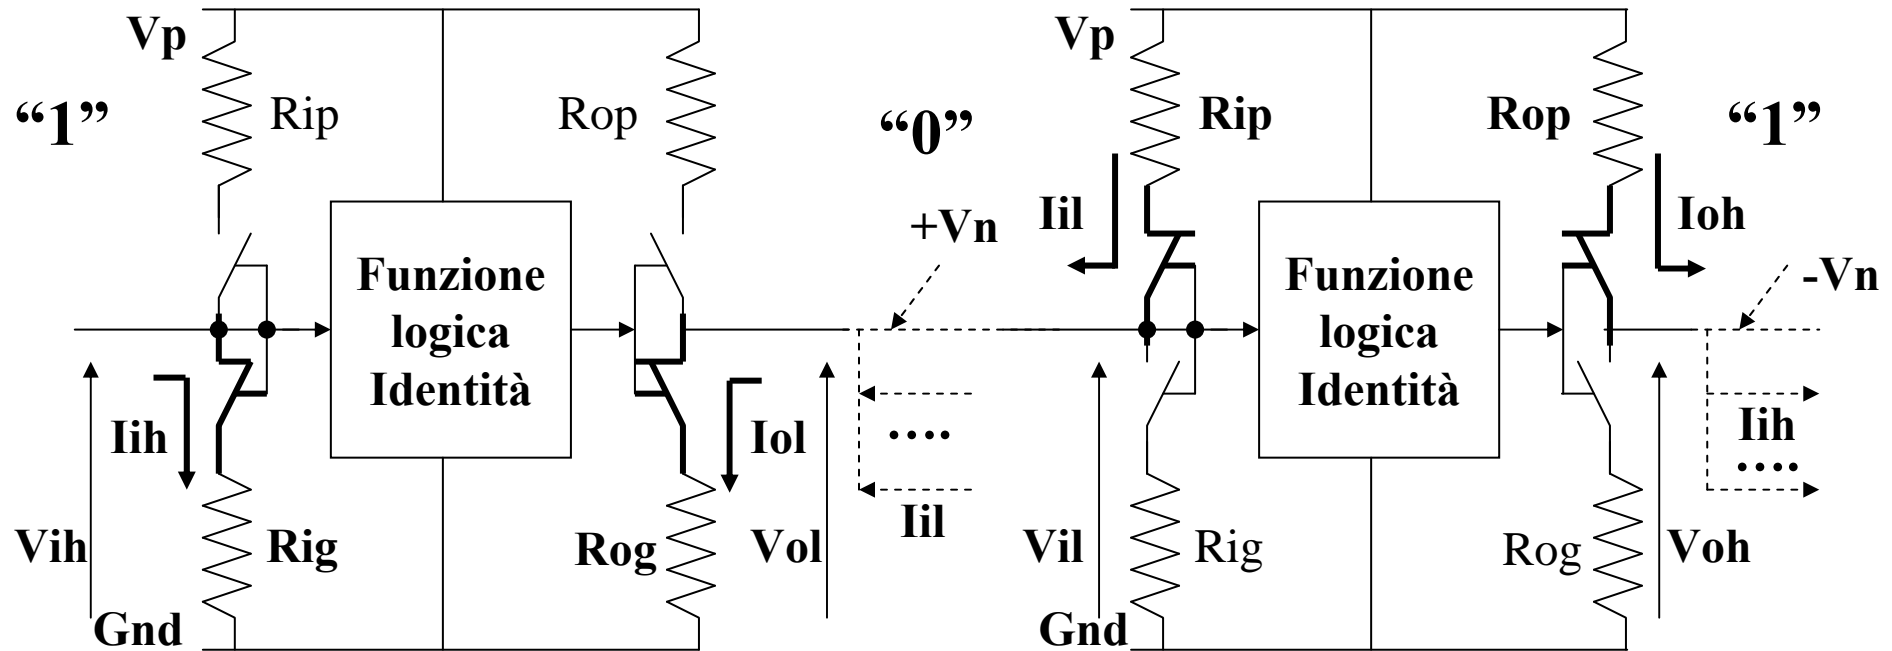 Vp
“1”
Rip
Rop
Funzione
logica
Identità
Iih
Iol
Vih
Rig
Rog
Vol
Gnd
“0”
+Vn
....
Iil
Vp
Rip
Rop
“1”
Iil
Ioh
Funzione
logica
Identità
-Vn
Iih
....
Vil
Rig
Rog
Voh
Gnd